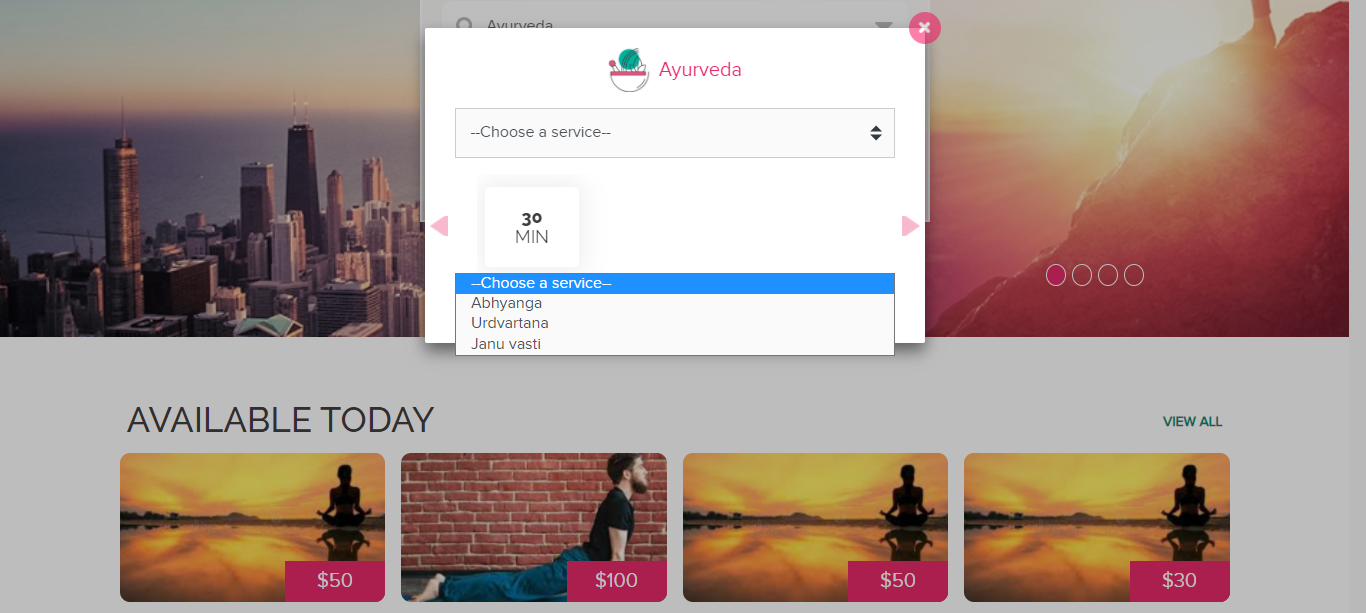 Ayurveda
Ayurveda
--Choose a service--
30
MIN
--Choose a service--
Abhyanga
Urdvartana
Janu vasti
AVAILABLE TODAY
VIEW ALL
$50
$100
$50
$30